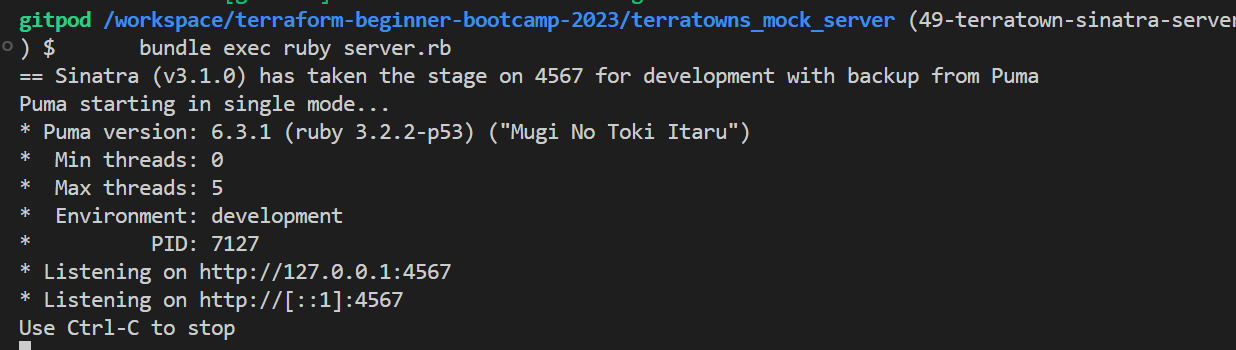 gitpod /workspace/terraform-beginner-bootcamp-2023/terratowns_mock_server (49-terratown-sinatra-server
) $       bundle exec ruby server.rb
== Sinatra (v3.1.0) has taken the stage on 4567 for development with backup from Puma
Puma starting in single mode...
* Puma version: 6.3.1 (ruby 3.2.2-p53) ("Mugi No Toki Itaru")
*  Min threads: 0
*  Max threads: 5
*  Environment: development
*          PID: 7127
* Listening on http://127.0.0.1:4567
* Listening on http://[::1]:4567
Use Ctrl-C to stop